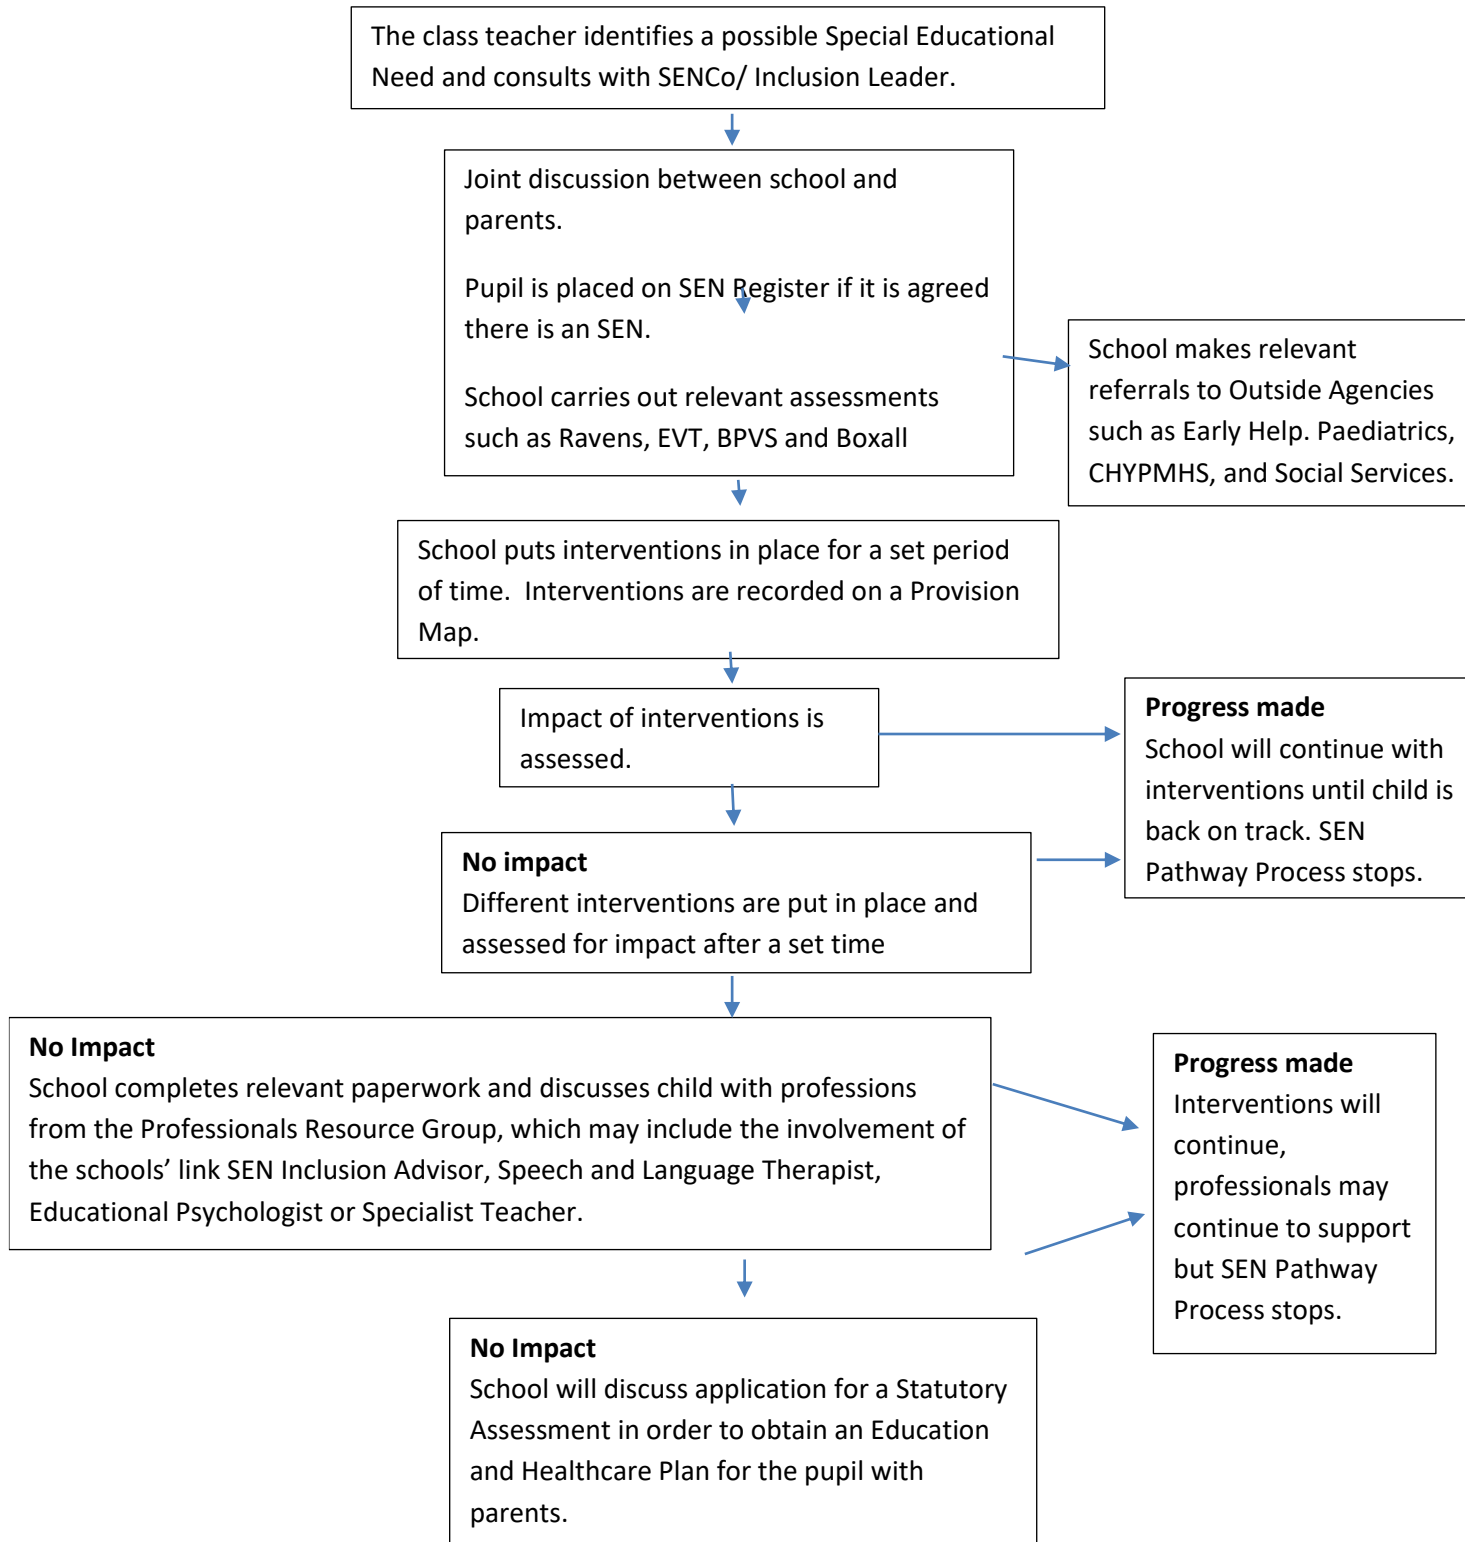 The class teacher identifies a possible Special Educational
Need and consults with SENCo/ Inclusion Leader.
Joint discussion between school and
parents.
Pupil is placed on SEN Register if it is agreed
there is an SEN.
School carries out relevant assessments
such as Ravens, EVT, BPVS and Boxall
School makes relevant
referrals to Outside Agencies
such as Early Help. Paediatrics,
CHYPMHS, and Social Services.
School puts interventions in place for a set period
of time.  Interventions are recorded on a Provision
Map.
Impact of interventions is
assessed.
Progress made
School will continue with
interventions until child is
back on track. SEN
Pathway Process stops.
No impact
Different interventions are put in place and
assessed for impact after a set time
No Impact
School completes relevant paperwork and discusses child with professions
from the Professionals Resource Group, which may include the involvement of
the schools’ link SEN Inclusion Advisor, Speech and Language Therapist,
Educational Psychologist or Specialist Teacher.
Progress made
Interventions will
continue,
professionals may
continue to support
but SEN Pathway
Process stops.
No Impact
School will discuss application for a Statutory
Assessment in order to obtain an Education
and Healthcare Plan for the pupil with
parents.